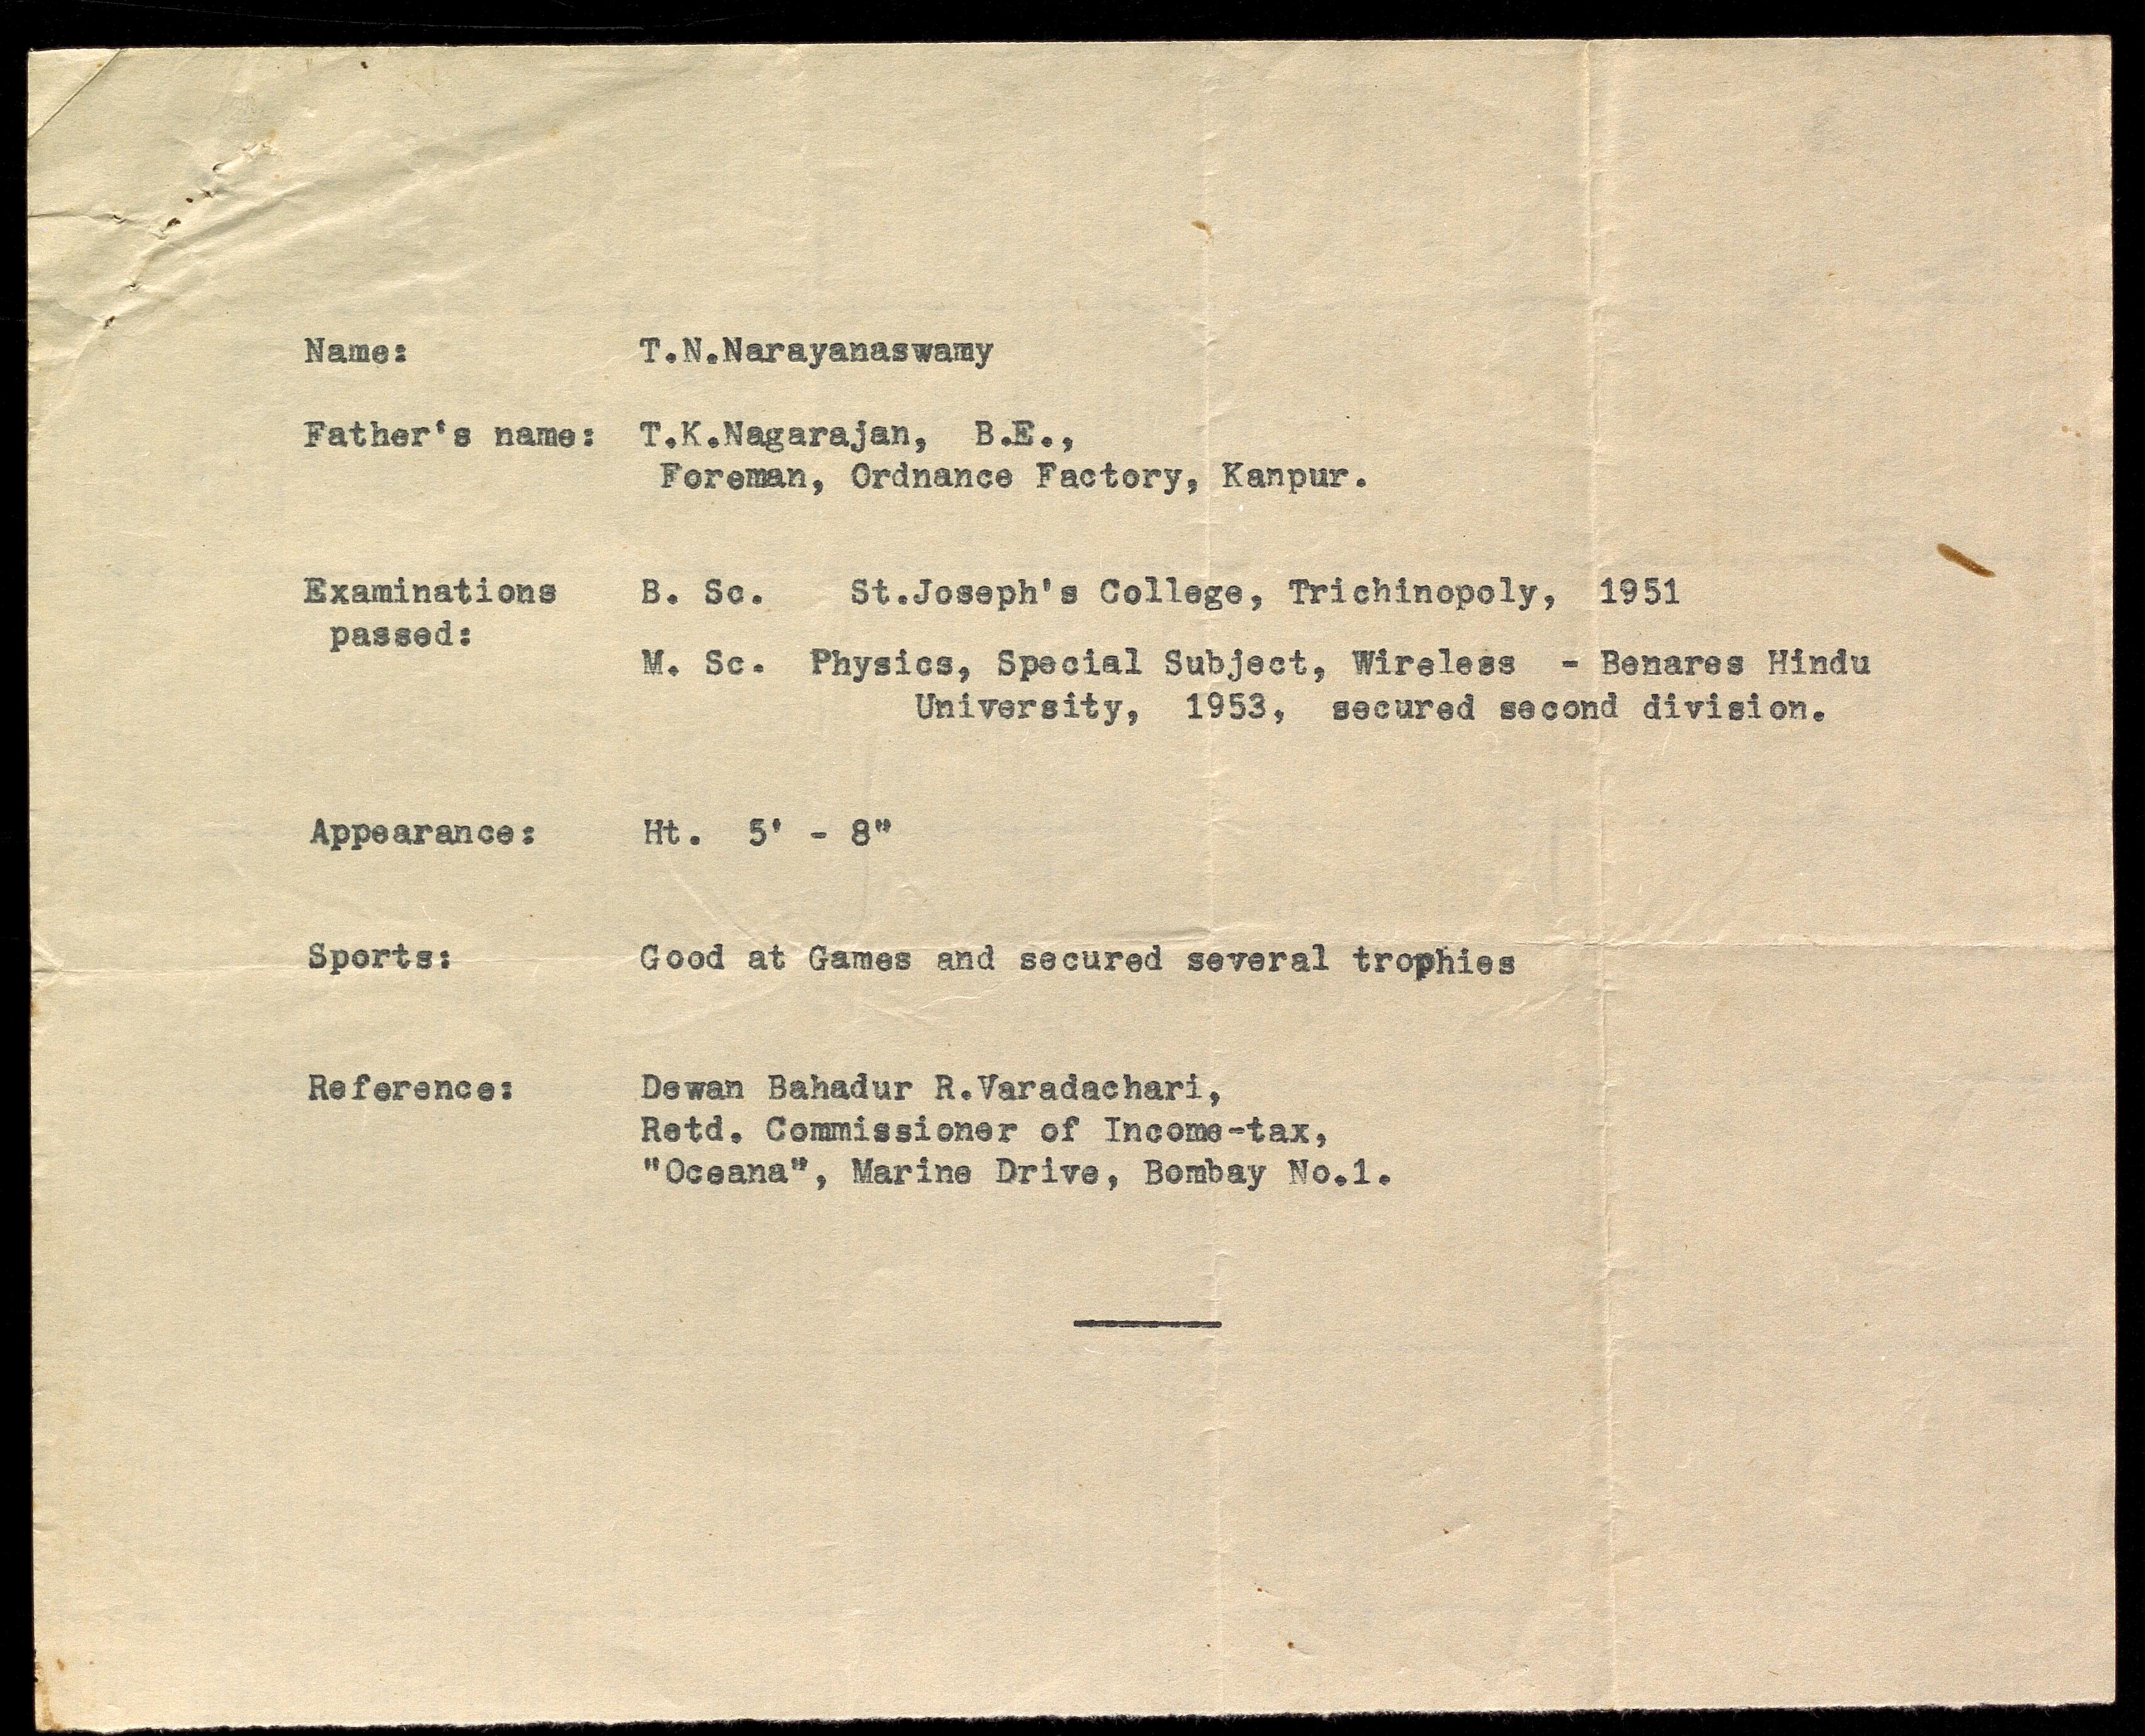 Name: T.N.Narayanaswamy
Father's name: T.K.Nagarajan, B.E.,
Foreman, Ordnance Factory, Kanpur.
Examinations B. Sc. St.Joseph's College, Trichinopoly, 1951
passed:
M. Sc. Physics, Special Subject, Wireless - Benares Hindu
University, 1953, secured second division.
Appearance: Ht. 5' - 8"
Sports: Good at Games and secured several trophies
Reference: Dewan Bahadur R.Varadachari,
Retd. Commissioner of Income-tax,
"Oceana", Marine Drive, Bombay No.1.